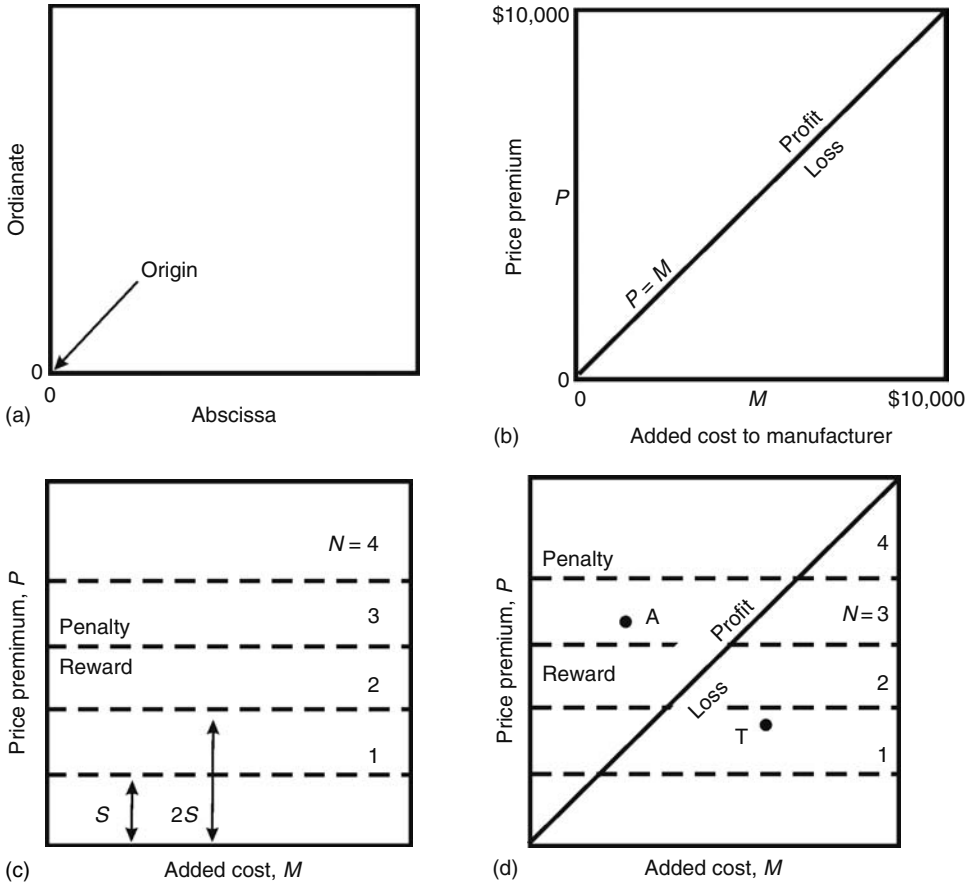 Ordianate
Origin
0
0
(a)
Abscissa
$10,000
Price premium
P
Profit
Loss
P = M
0
0
M
$10,000
(b)
Added cost to manufacturer
Price premimum, P
N = 4
3
Penalty
Reward
2
1
S
2S
(c)
Added cost, M
Price premium, P
4
Penalty
A
Profit
N = 3
Reward
2
Loss
T
1
(d)
Added cost, M